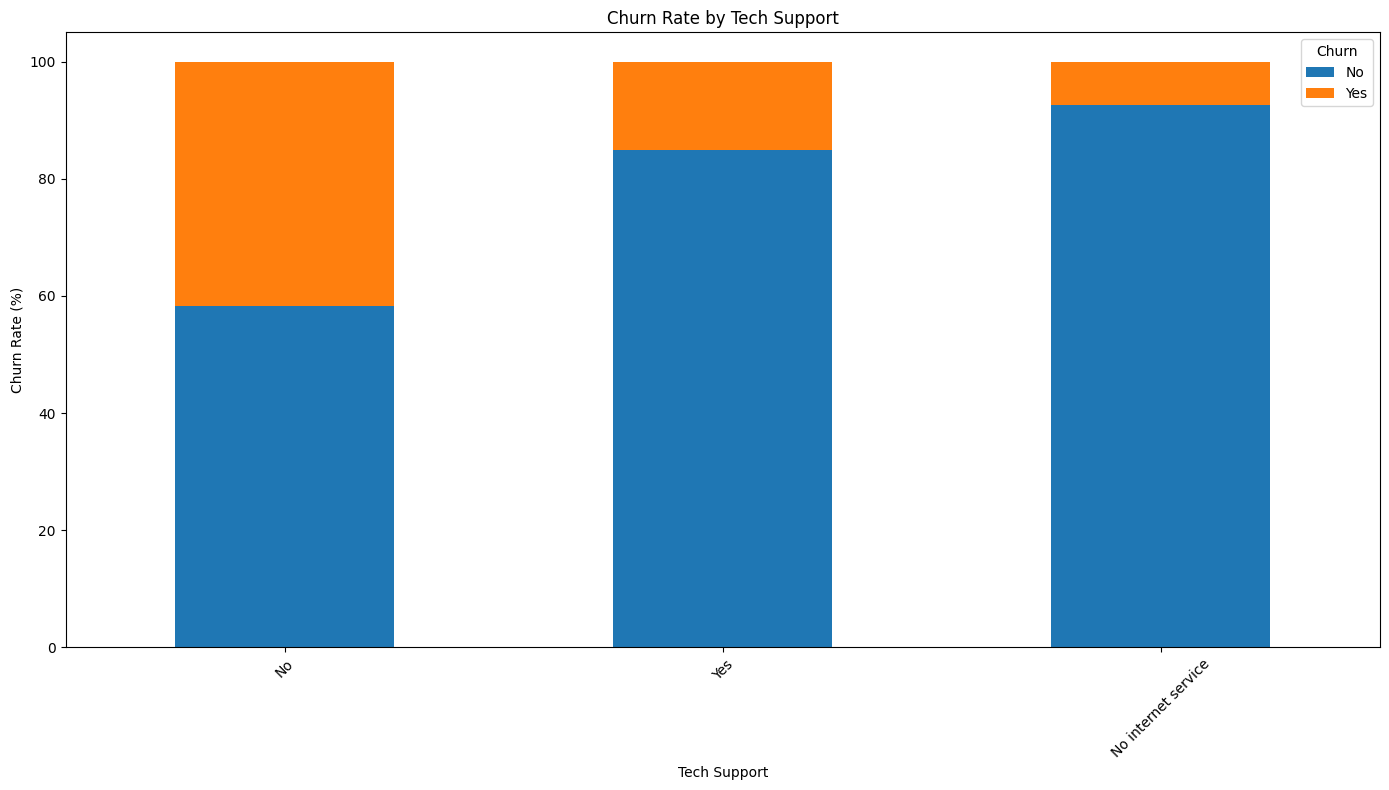 Churn Rate by Tech Support
Churn
No
Yes
Churn Rate (%)
100
80
60
40
20
0
No
Yes
No internet service
Tech Support